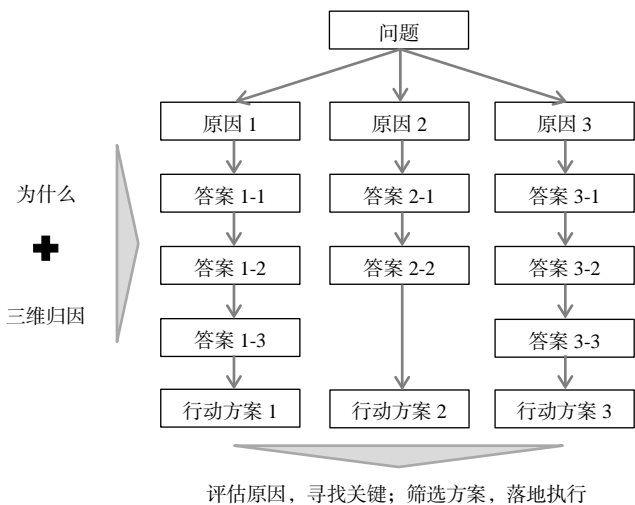 问题
原因 1
原因 2
原因 3
为什么
答案 1-1
答案 2-1
答案 3-1
答案 1-2
答案 2-2
答案 3-2
三维归因
答案 1-3
答案 3-3
行动方案 1
行动方案 2
行动方案 3
评估原因，寻找关键；筛选方案，落地执行